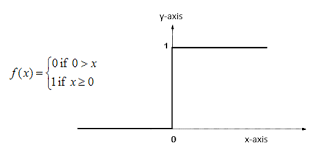 y-axis
1
f(x) = { 0 if 0 > x
1 if x ≥ 0
0 x-axis